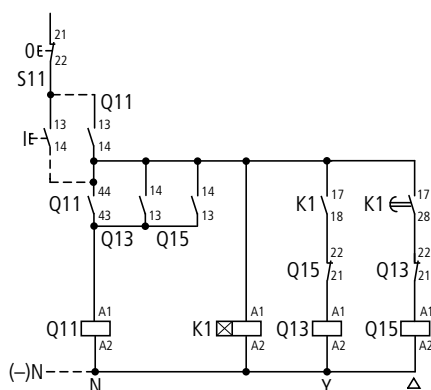 21
0E
22
S11
Q11
13 13
IE
14 14
44 14 14 17 17
Q11 K1 K1
43 13 13 18 28
Q13 Q15
22 22
Q15 Q13
21 21
A1 A1 A1 A1
Q11 K1 Q13 Q15
A2 A2 A2 A2
(–)N
N Y Δ